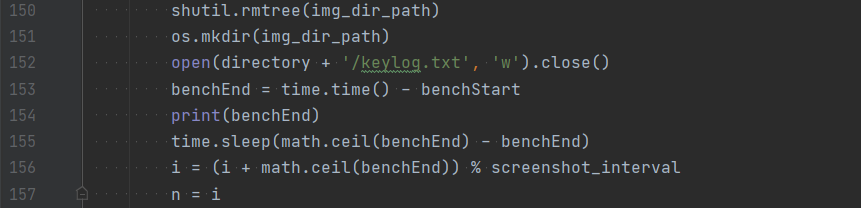 150 shutil.rmtree(img_dir_path)
151 os.mkdir(img_dir_path)
152 open(directory + '/keylog.txt', 'w').close()
153 benchEnd = time.time() - benchStart
154 print(benchEnd)
155 time.sleep(math.ceil(benchEnd) - benchEnd)
156 i = (i + math.ceil(benchEnd)) % screenshot_interval
157 n = i